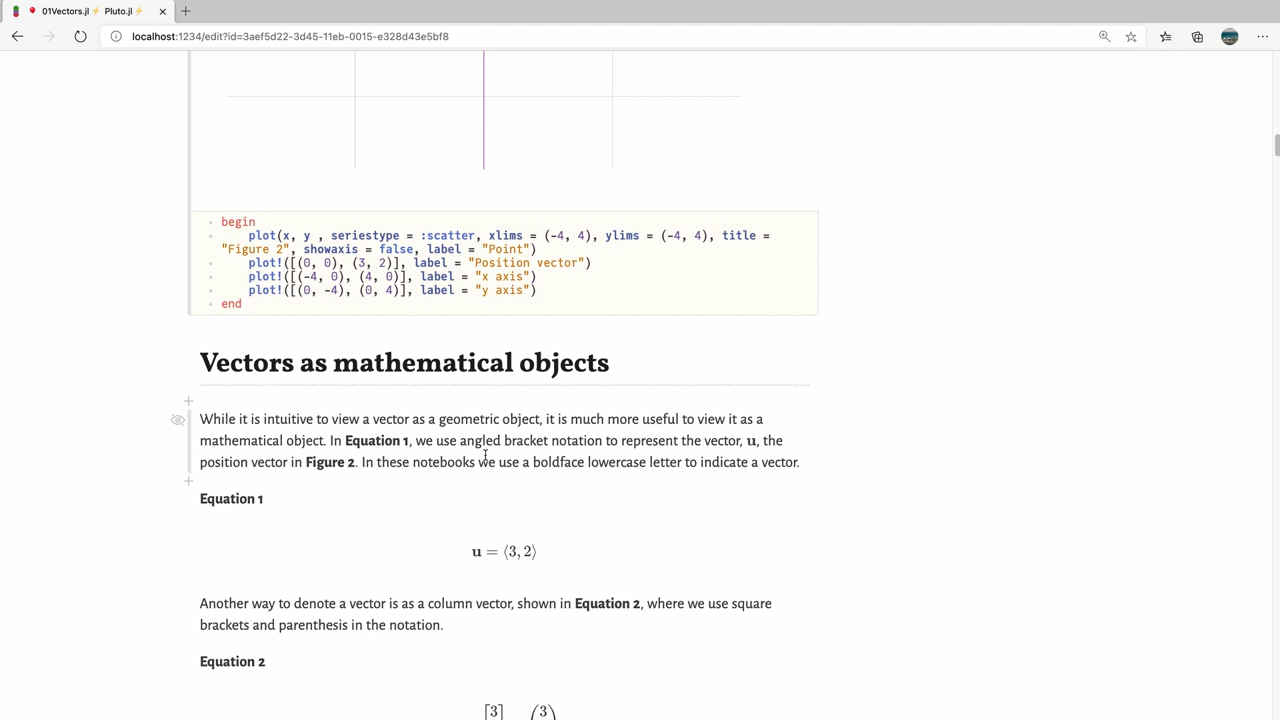 01Vectors.jl⚡ Pluto.jl⚡
localhost:1234/edit?id=3aef5d22-3d45-11eb-0015-e328d43e5bf8
begin
plot(x, y , seriestype = :scatter, xlims = (-4, 4), ylims = (-4, 4), title =
"Figure 2", showaxis = false, label = "Point")
plot!([(0, 0), (3, 2)], label = "Position vector")
plot!([(-4, 0), (4, 0)], label = "x axis")
plot!([(0, -4), (0, 4)], label = "y axis")
end
Vectors as mathematical objects
While it is intuitive to view a vector as a geometric object, it is much more useful to view it as a
mathematical object. In Equation 1, we use angled bracket notation to represent the vector, u, the
position vector in Figure 2. In these notebooks we use a boldface lowercase letter to indicate a vector.
Equation 1
u = ⟨3, 2⟩
Another way to denote a vector is as a column vector, shown in Equation 2, where we use square
brackets and parenthesis in the notation.
Equation 2
[3] (3)